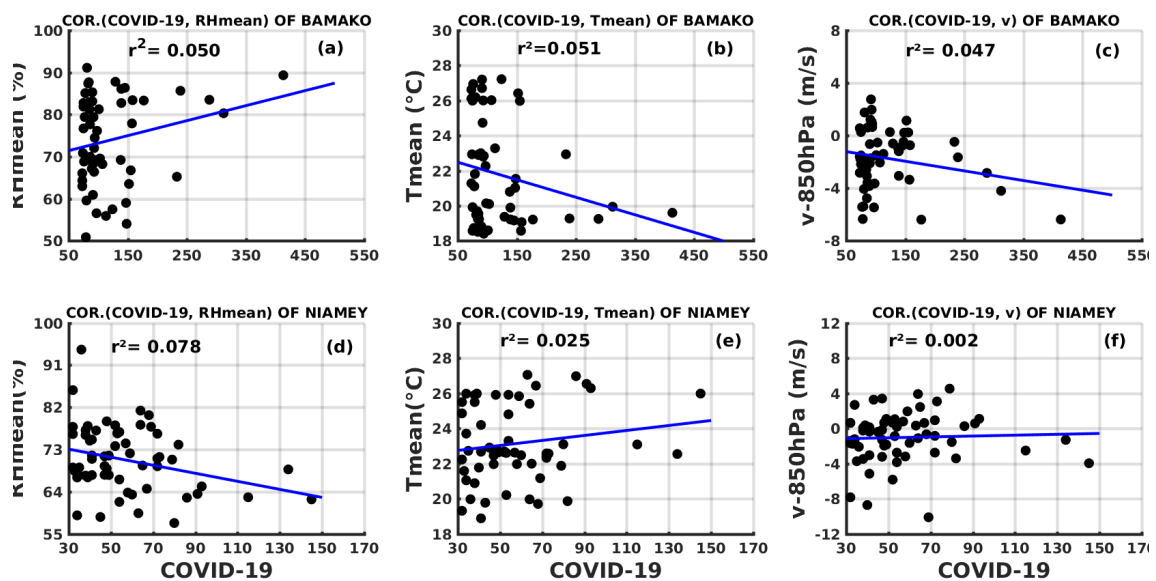 COR.(COVID-19, RHmean) OF BAMAKO
100
90
80
70
60
50
RHmean (%)
r²= 0.050
(a)
50 150 250 350 450 550
COR.(COVID-19, Tmean) OF BAMAKO
30
28
26
24
22
20
18
Tmean (°C)
r²=0.051
(b)
50 150 250 350 450 550
COR.(COVID-19, v) OF BAMAKO
8
4
0
-4
-8
v-850hPa (m/s)
r²= 0.047
(c)
50 150 250 350 450 550
COR.(COVID-19, RHmean) OF NIAMEY
100
91
82
73
64
55
RHmean(%)
r²= 0.078
(d)
30 50 70 90 110 130 150 170
COVID-19
COR.(COVID-19, Tmean) OF NIAMEY
30
28
26
24
22
20
18
Tmean(°C)
r²= 0.025
(e)
30 50 70 90 110 130 150 170
COVID-19
COR.(COVID-19, v) OF NIAMEY
12
8
4
0
-4
-8
-12
v-850hPa (m/s)
r²= 0.002
(f)
30 50 70 90 110 130 150 170
COVID-19